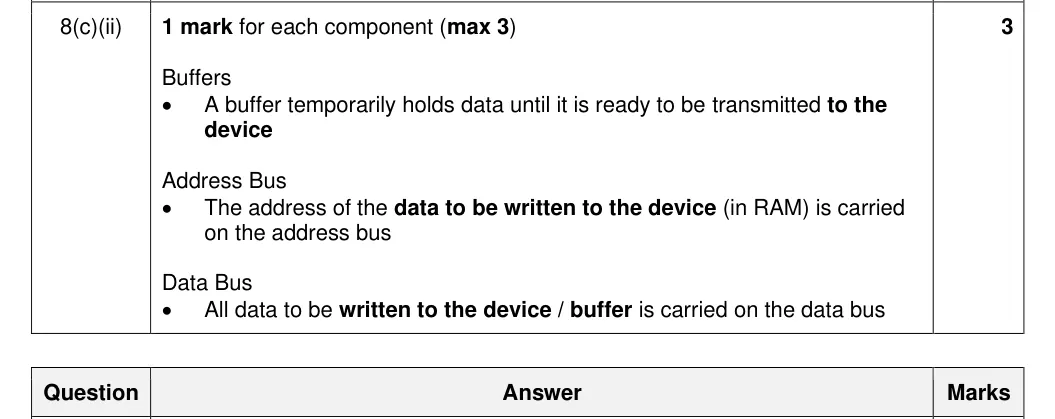 8(c)(ii) 1 mark for each component (max 3) 3
Buffers
• A buffer temporarily holds data until it is ready to be transmitted to the
device
Address Bus
• The address of the data to be written to the device (in RAM) is carried
on the address bus
Data Bus
• All data to be written to the device / buffer is carried on the data bus
Question Answer Marks